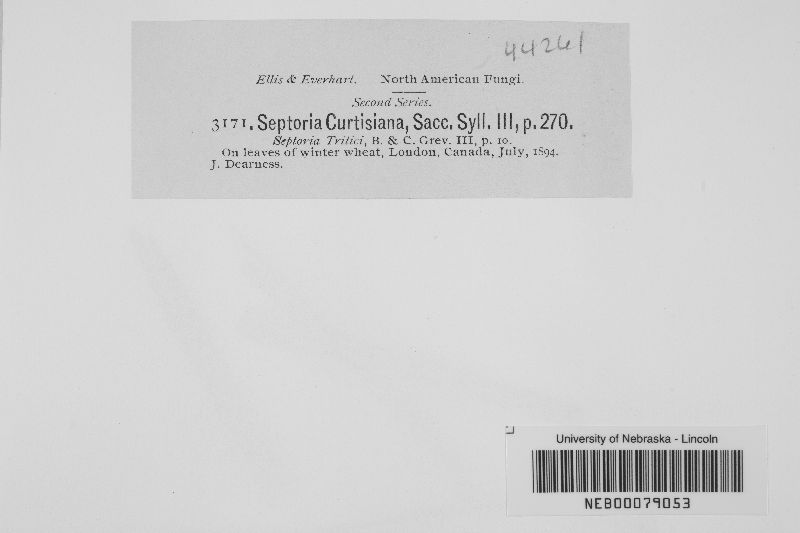 44261
Ellis & Everhart. North American Fungi.
Second Series.
3171. Septoria Curtisiana, Sacc. Syll. III, p. 270.
Septoria Tritici, B. & C. Grev. III, p. 10.
On leaves of winter wheat, London, Canada, July, 1894.
J. Dearness.
University of Nebraska - Lincoln
NEB00079053